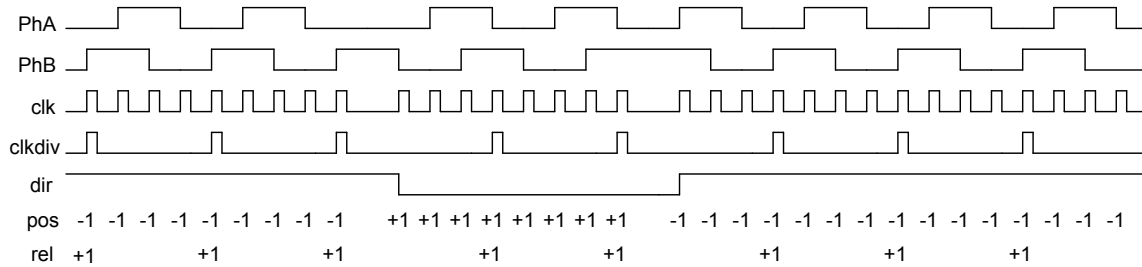 PhA
PhB
clk
clkdiv
dir
pos -1 -1 -1 -1 -1 -1 -1 -1 -1 +1 +1 +1 +1 +1 +1 +1 +1 -1 -1 -1 -1 -1 -1 -1 -1 -1 -1 -1 -1 -1 -1 -1
rel +1 +1 +1 +1 +1 +1 +1 +1